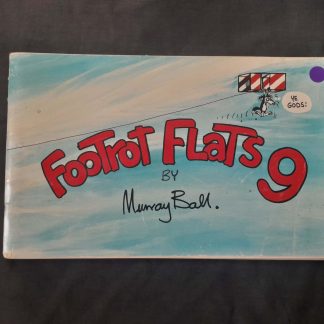 YE
GODS!
FOOTROT FLATS 9
BY
Murray Ball.